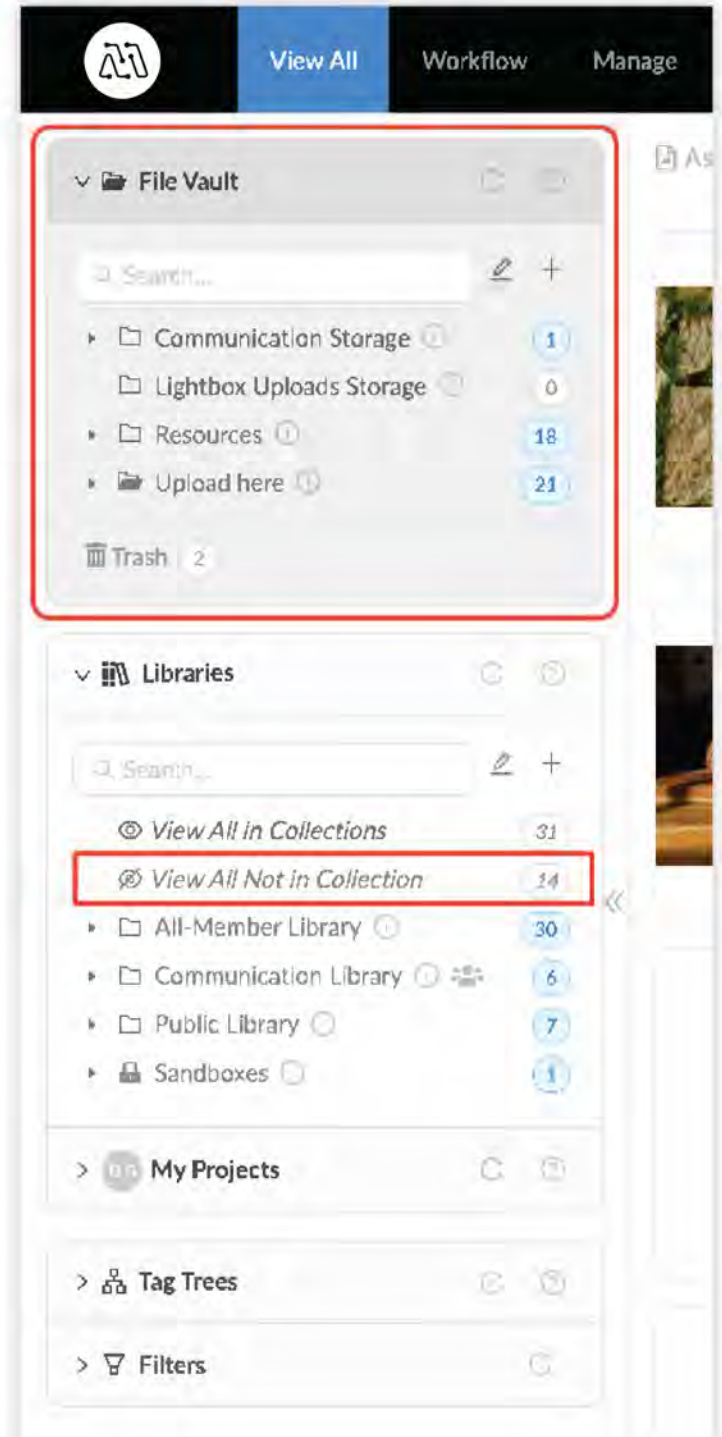 View All Workflow Manage
File Vault
As
Search...
Communication Storage 1
Lightbox Uploads Storage 0
Resources 18
Upload here 21
Trash 2
Libraries
Search...
View All in Collections 31
View All Not in Collection 14
All-Member Library 30
Communication Library 6
Public Library 7
Sandboxes 1
My Projects
Tag Trees
Filters